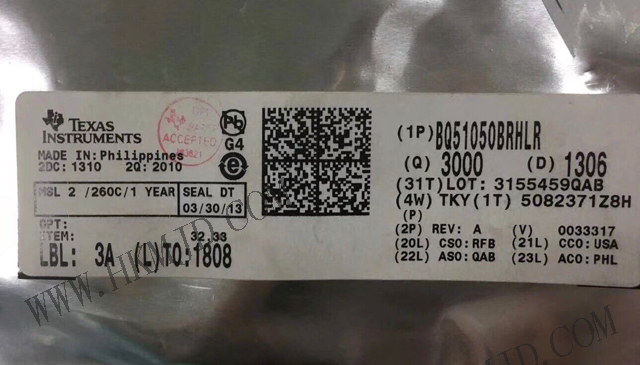 TEXAS
INSTRUMENTS
MADE IN: Philippines
2DC: 1310 2Q: 2010
MSL 2 /260C/1 YEAR
SEAL DT
03/30/13
OPT:
ITEM: 32,33
LBL: 3A (L)TO:1808
ACCEPTED
Pb
G4
e
(1P) BQ51050BRHLR
(Q) 3000 (D) 1306
(31T) LOT: 3155459QAB
(4W) TKY (1T) 5082371Z8H
(P)
(2P) REV: A (V) 0033317
(20L) CSO: RFB (21L) CCO: USA
(22L) ASO: QAB (23L) ACO: PHL